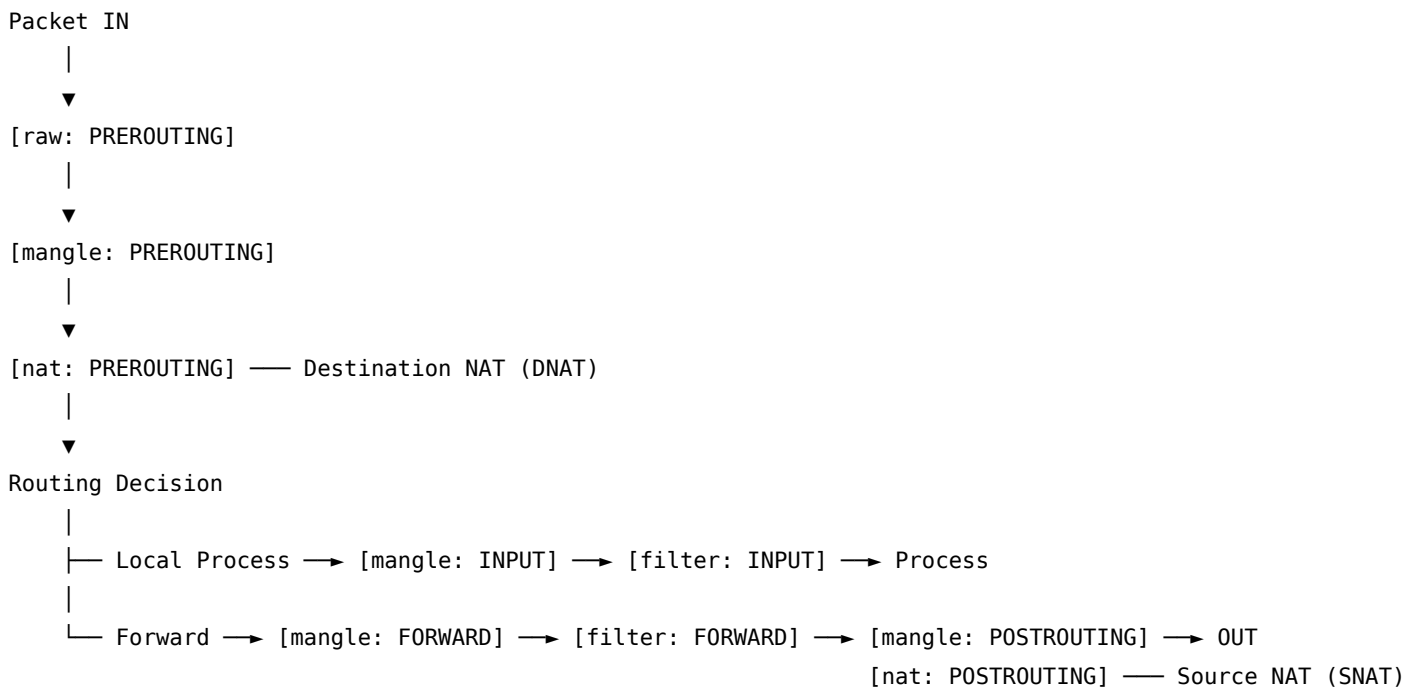 Packet IN
│
▼
[raw: PREROUTING]
│
▼
[mangle: PREROUTING]
│
▼
[nat: PREROUTING] ─── Destination NAT (DNAT)
│
▼
Routing Decision
│
├── Local Process ──► [mangle: INPUT] ──► [filter: INPUT] ──► Process
│
└── Forward ──► [mangle: FORWARD] ──► [filter: FORWARD] ──► [mangle: POSTROUTING] ──► OUT
[nat: POSTROUTING] ─── Source NAT (SNAT)